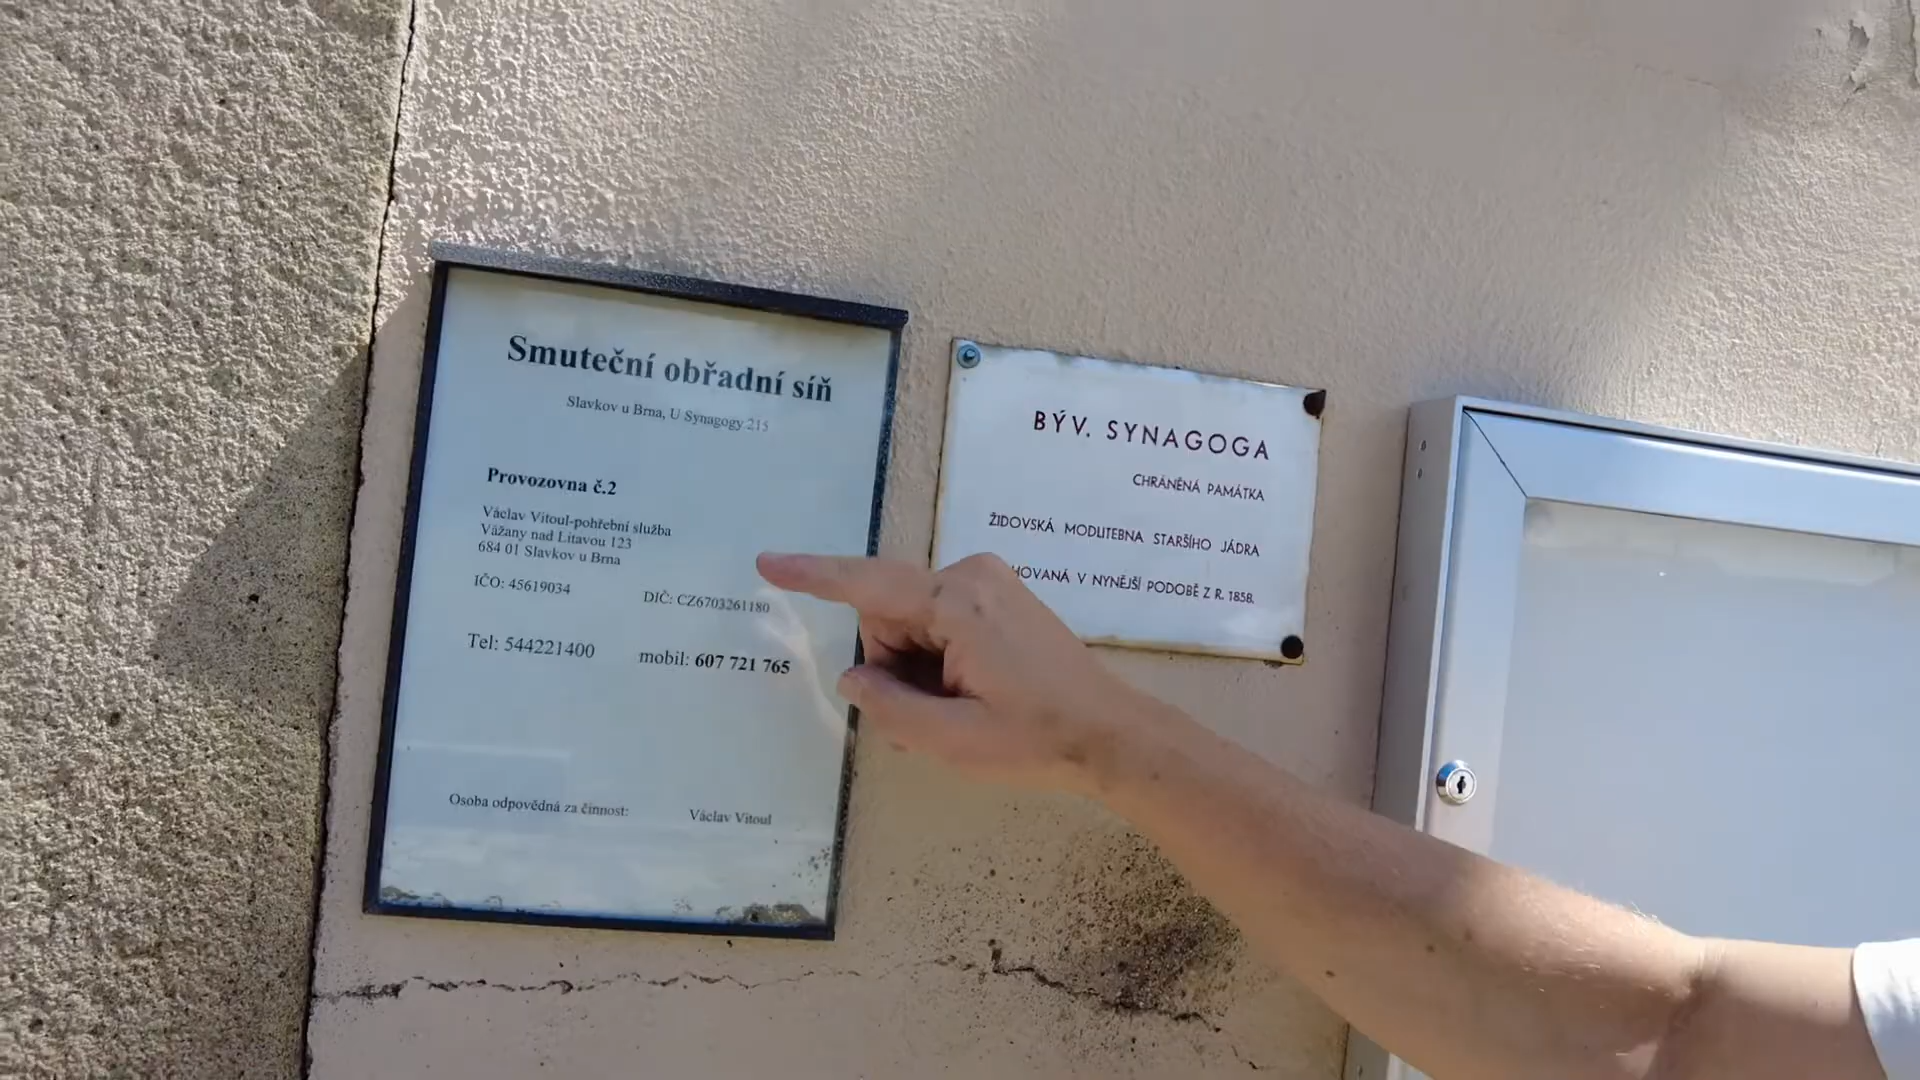 Smuteční obřadní síň
Slavkov u Brna, U Synagogy 215
Provozovna č.2
Václav Vitoul-pohřební služba
Vážany nad Litavou 123
684 01 Slavkov u Brna
IČO: 45619034 DIČ: CZ6703261180
Tel: 544221400 mobil: 607 721 765
Osoba odpovědná za činnost: Václav Vitoul
BÝV. SYNAGOGA
CHRÁNĚNÁ PAMÁTKA
ŽIDOVSKÁ MODLITEBNA STARŠÍHO JÁDRA
V NYNĚJŠÍ PODOBĚ Z R. 1858.